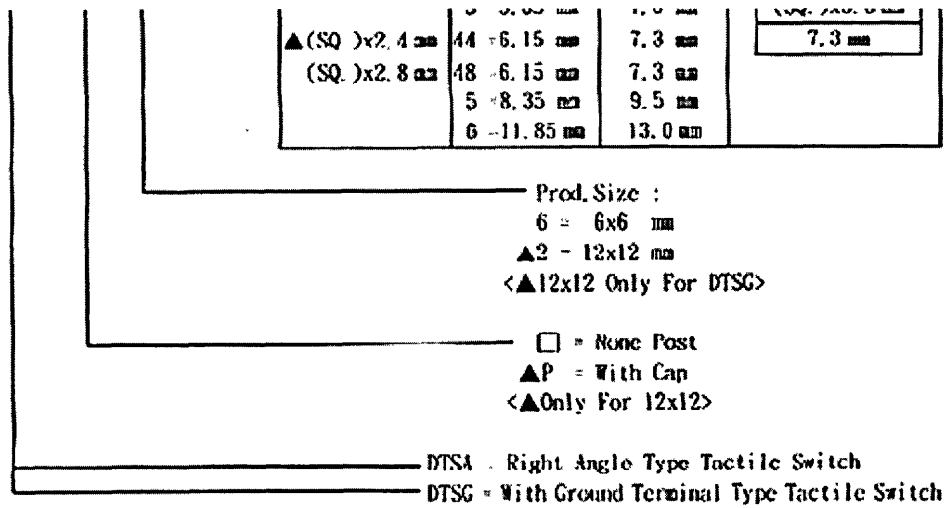 ▲(SQ )x2.4 mm 44 =6.15 mm 7.3 mm 7.3 mm
(SQ.)x2.8 mm 48 -6.15 mm 7.3 mm
5 =8.35 mm 9.5 mm
6 -11.85 mm 13.0 mm
Prod.Size :
6 = 6x6 mm
▲2 - 12x12 mm
<▲12x12 Only For DTSG>
□ = None Post
▲P = With Cap
<▲Only For 12x12>
DTSA - Right Angle Type Tactile Switch
DTSG = With Ground Terminal Type Tactile Switch